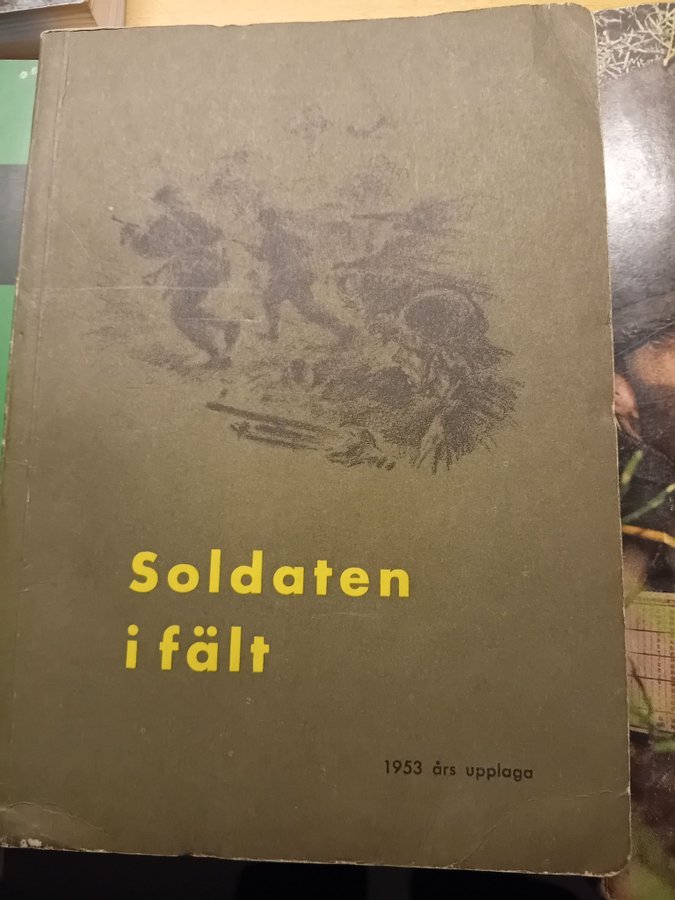 Soldaten
i fält
1953 års upplaga